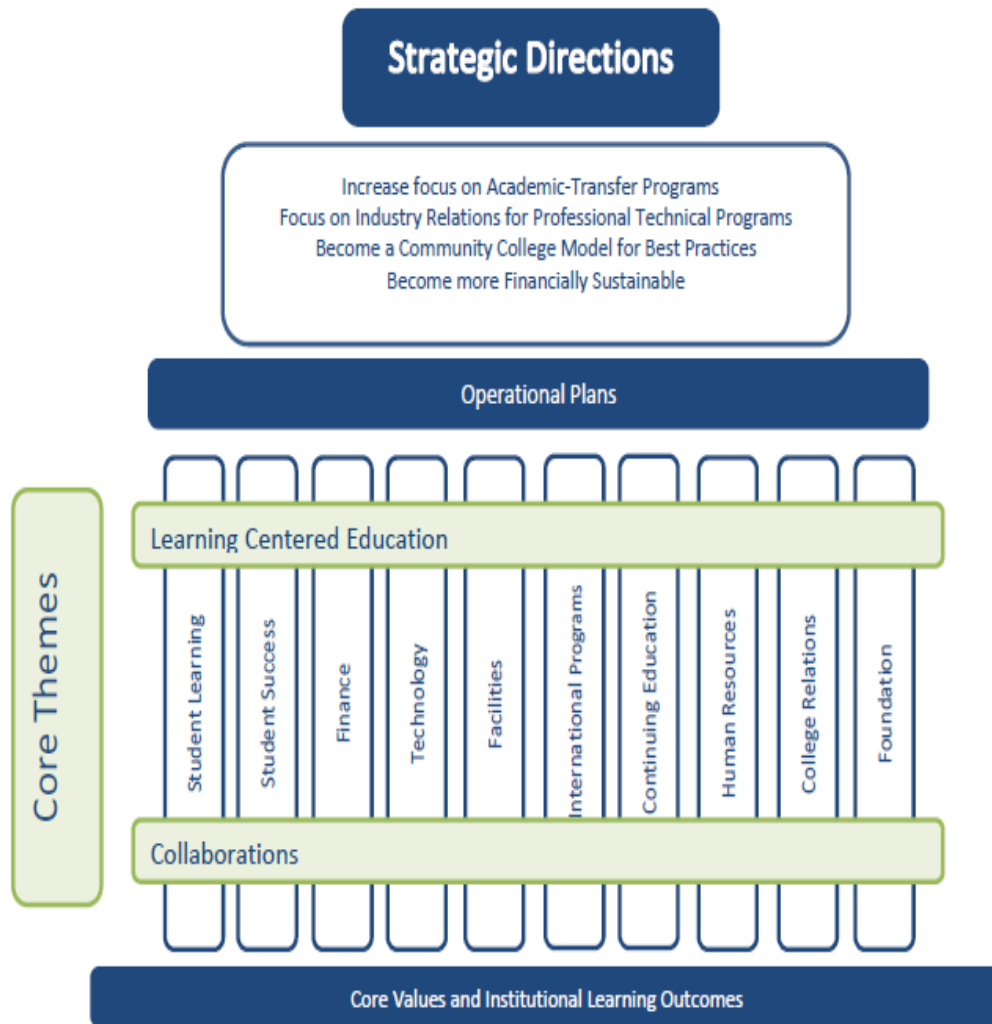 Strategic Directions
Increase focus on Academic-Transfer Programs
Focus on Industry Relations for Professional Technical Programs
Become a Community College Model for Best Practices
Become more Financially Sustainable
Operational Plans
Core Themes
Learning Centered Education
Student Learning
Student Success
Finance
Technology
Facilities
International Programs
Continuing Education
Human Resources
College Relations
Foundation
Collaborations
Core Values and Institutional Learning Outcomes